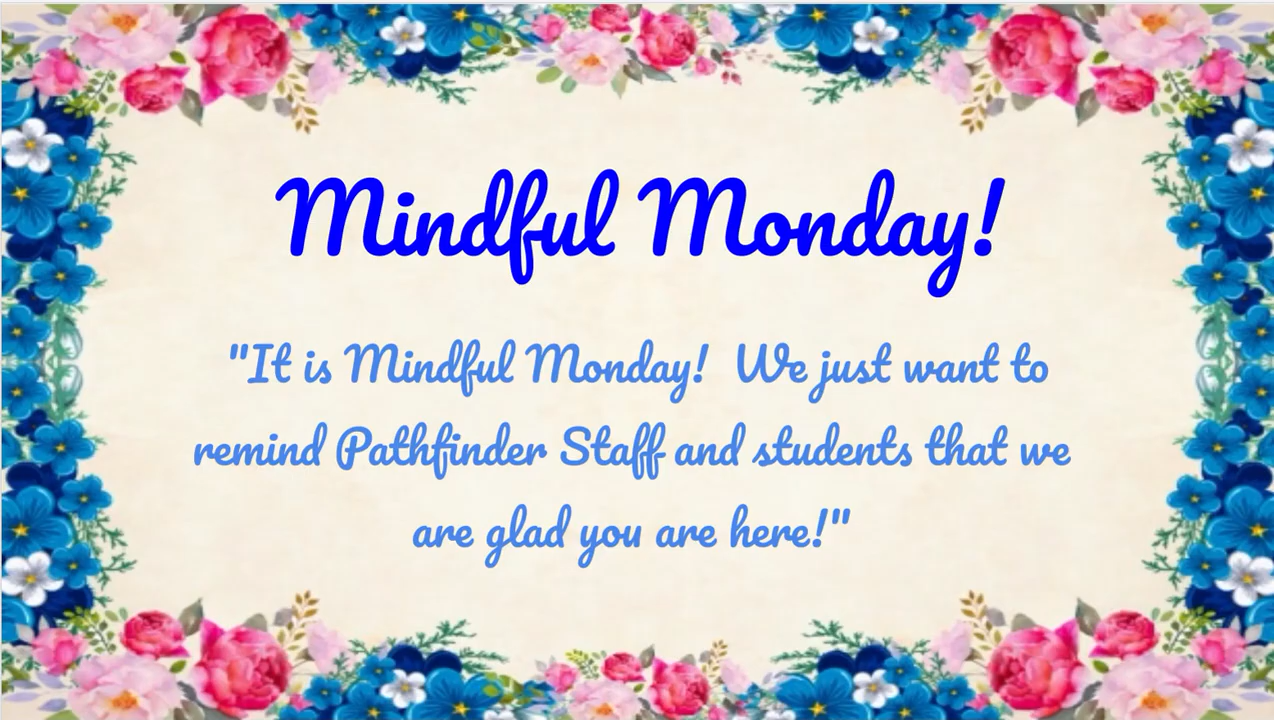 Mindful Monday!
"It is Mindful Monday!  We just want to
remind Pathfinder Staff and students that we
are glad you are here!"